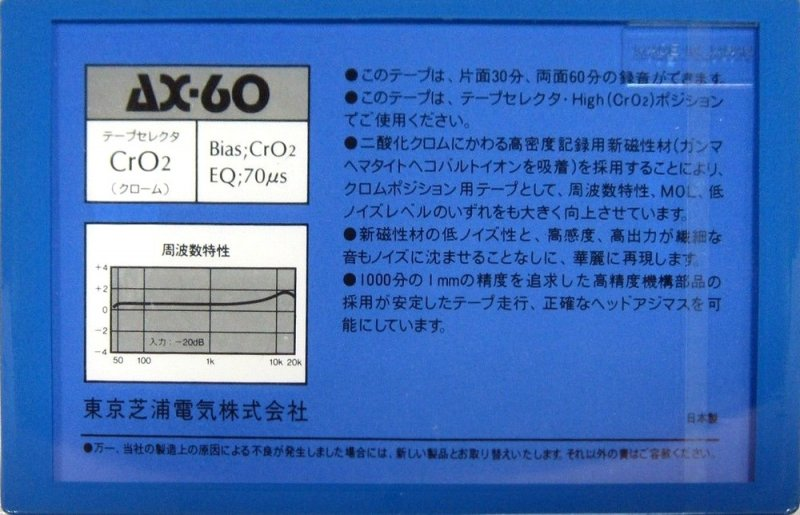 AX-60
テープセレクタ
CrO2
(クローム)
Bias;CrO2
EQ;70μs
周波数特性
+4
+2
0
−2
−4
入力:−20dB
50 100 1k 10k 20k
●このテープは、片面30分、両面60分の録音ができます。
●このテープは、テープセレクタ・High(CrO2)ポジション
でご使用ください。
●二酸化クロムにかわる高密度記録用新磁性材(ガンマ
ヘマタイトへコバルトイオンを吸着)を採用することにより、
クロムポジション用テープとして、周波数特性、MOL、低
ノイズレベルのいずれをも大きく向上させています。
●新磁性材の低ノイズ性と、高感度、高出力が繊細な
音もノイズに沈ませることなしに、華麗に再現します。
●1000分の1mmの精度を追求した高精度機構部品の
採用が安定したテープ走行、正確なヘッドアジマスを可
能にしています。
東京芝浦電気株式会社
日本製
●万一、当社の製造上の原因による不良が発生しました場合には、新しい製品とお取り替えいたします。それ以外の責はご容赦ください。